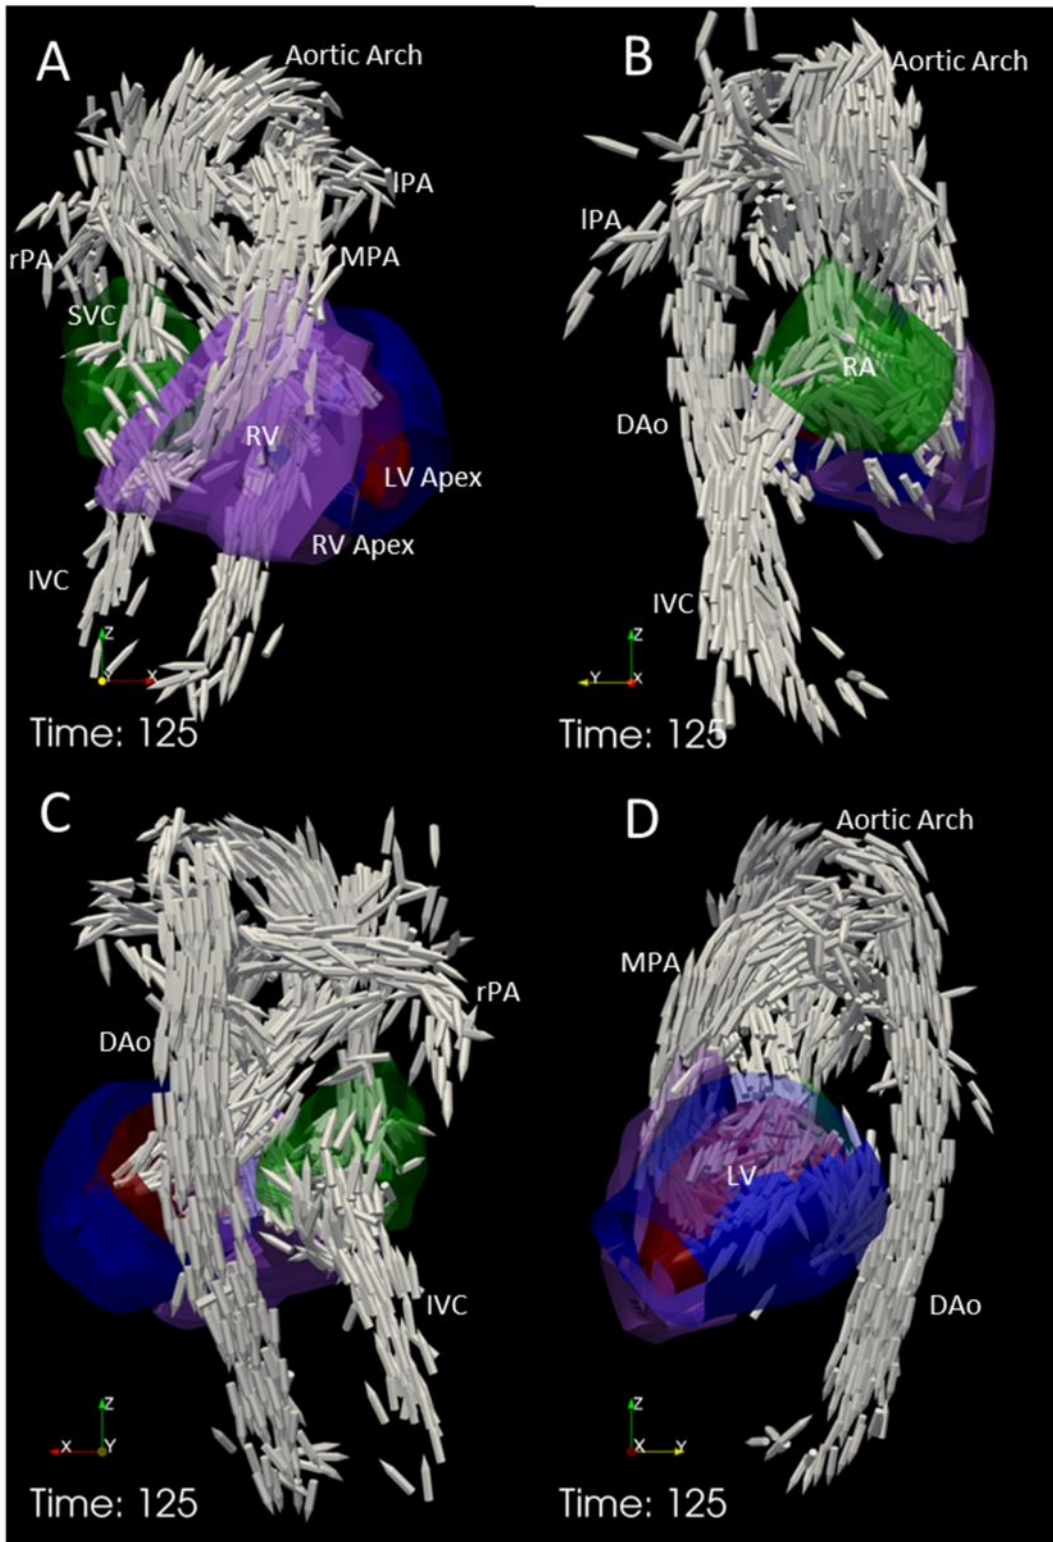 A
Aortic Arch
lPA
rPA
MPA
SVC
RV
LV Apex
RV Apex
IVC
Z
Y
X
Time: 125
B
Aortic Arch
lPA
RA
DAo
IVC
Z
Y
X
Time: 125
C
rPA
DAo
IVC
Z
X
Y
Time: 125
D
Aortic Arch
MPA
LV
DAo
Z
X
Y
Time: 125